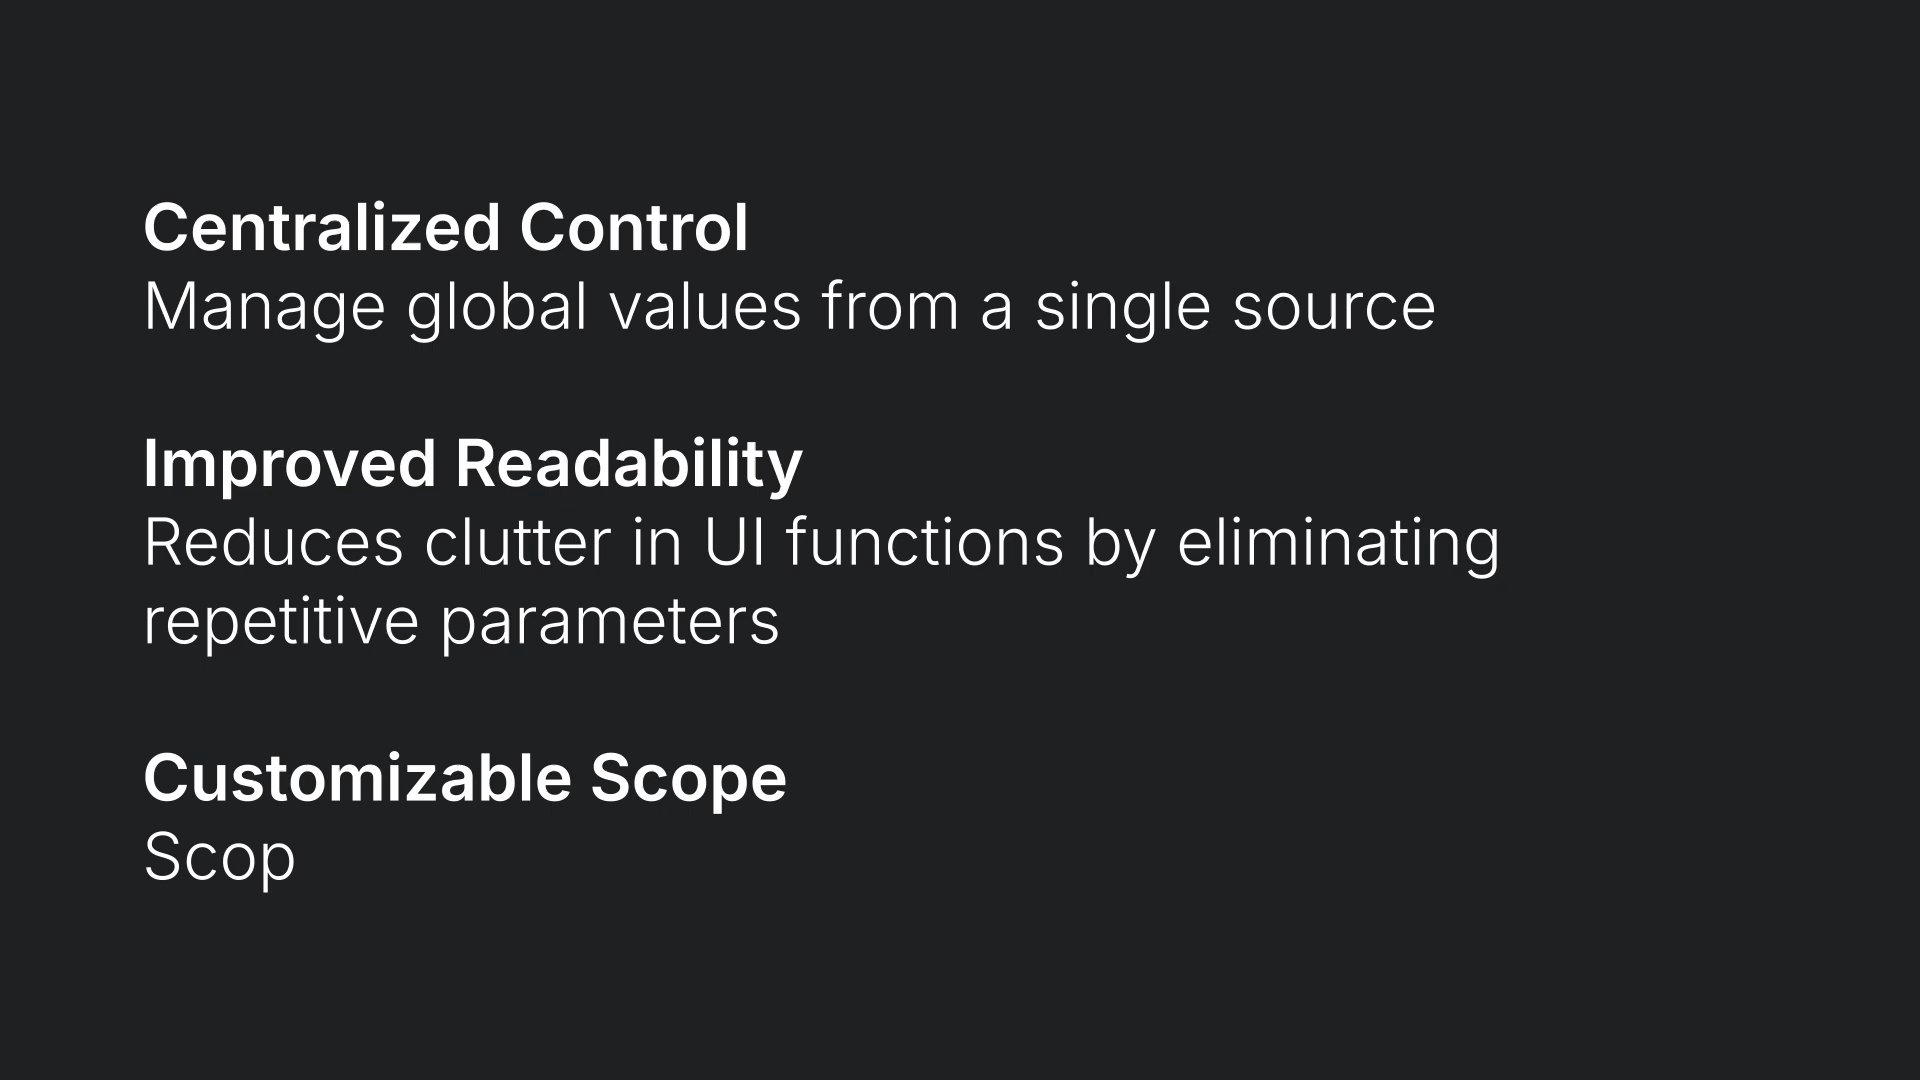 Centralized Control
Manage global values from a single source
Improved Readability
Reduces clutter in UI functions by eliminating
repetitive parameters
Customizable Scope
Scop